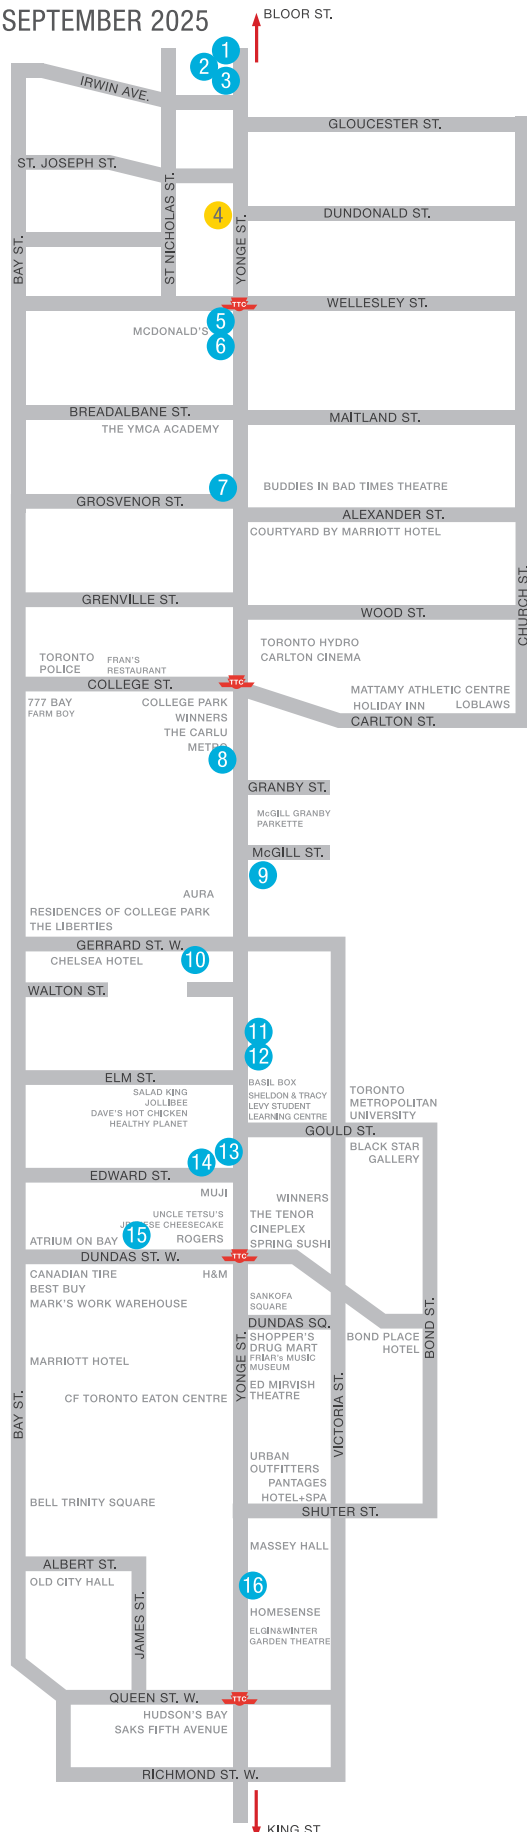 SEPTEMBER 2025
BLOOR ST.
1
2
3
IRWIN AVE.
GLOUCESTER ST.
ST. JOSEPH ST.
ST NICHOLAS ST.
4
DUNDONALD ST.
YONGE ST.
BAY ST.
TTC
WELLESLEY ST.
5
MCDONALD'S
6
BREADALBANE ST.
MAITLAND ST.
THE YMCA ACADEMY
7
BUDDIES IN BAD TIMES THEATRE
GROSVENOR ST.
ALEXANDER ST.
COURTYARD BY MARRIOTT HOTEL
CHURCH ST.
GRENVILLE ST.
WOOD ST.
TORONTO HYDRO
CARLTON CINEMA
TORONTO
POLICE
FRAN'S
RESTAURANT
TTC
COLLEGE ST.
MATTAMY ATHLETIC CENTRE
HOLIDAY INN
LOBLAWS
CARLTON ST.
777 BAY
FARM BOY
COLLEGE PARK
WINNERS
THE CARLU
METRO
8
GRANBY ST.
McGILL GRANBY
PARKETTE
McGILL ST.
9
AURA
RESIDENCES OF COLLEGE PARK
THE LIBERTIES
GERRARD ST. W.
CHELSEA HOTEL
10
WALTON ST.
11
12
ELM ST.
BASIL BOX
SHELDON & TRACY
LEVY STUDENT
LEARNING CENTRE
TORONTO
METROPOLITAN
UNIVERSITY
SALAD KING
JOLLIBEE
DAVE'S HOT CHICKEN
HEALTHY PLANET
GOULD ST.
BLACK STAR
GALLERY
13
14
EDWARD ST.
MUJI
WINNERS
UNCLE TETSU'S
JAPANESE CHEESECAKE
15
ATRIUM ON BAY
ROGERS
THE TENOR
CINEPLEX
SPRING SUSHI
TTC
DUNDAS ST. W.
CANADIAN TIRE
BEST BUY
MARK'S WORK WAREHOUSE
H&M
SANKOFA
SQUARE
DUNDAS SQ.
BOND ST.
BOND PLACE
HOTEL
SHOPPER'S
DRUG MART
FRIAR's MUSIC
MUSEUM
ED MIRVISH
THEATRE
MARRIOTT HOTEL
CF TORONTO EATON CENTRE
YONGE ST.
BAY ST.
VICTORIA ST.
URBAN
OUTFITTERS
PANTAGES
HOTEL+SPA
BELL TRINITY SQUARE
SHUTER ST.
MASSEY HALL
ALBERT ST.
OLD CITY HALL
JAMES ST.
16
HOMESENSE
ELGIN&WINTER
GARDEN THEATRE
QUEEN ST. W.
TTC
HUDSON'S BAY
SAKS FIFTH AVENUE
RICHMOND ST. W.
KING ST.